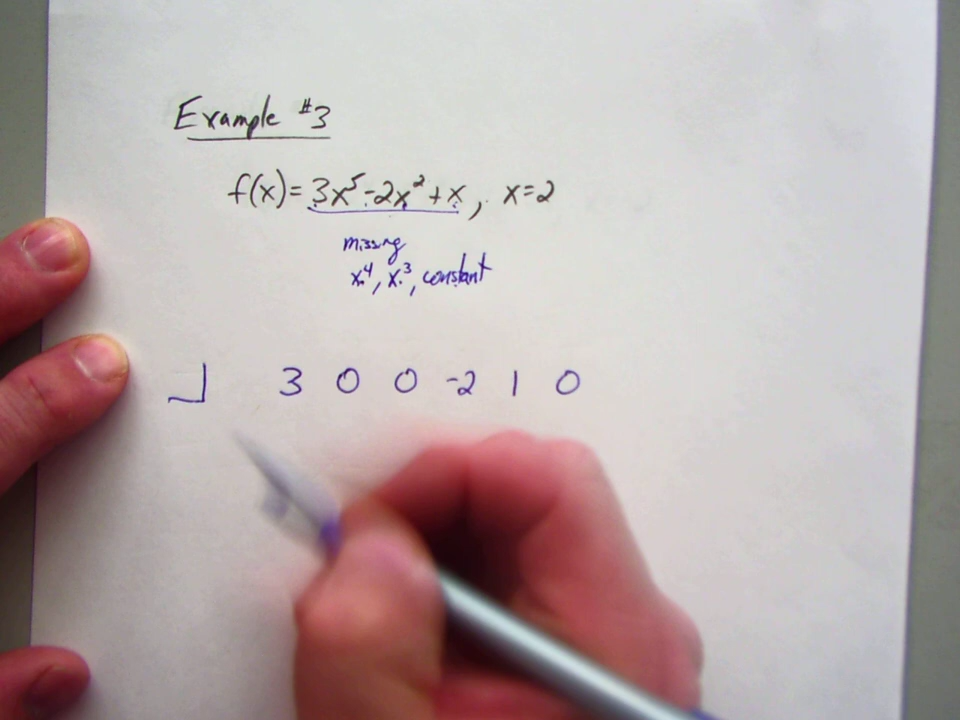 Example #3
f(x)=3x⁵-2x²+x, x=2
missing
x⁴, x³, constant
3 0 0 -2 1 0